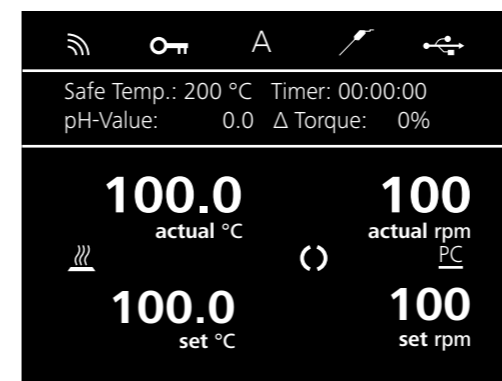 A
Safe Temp.: 200 °C Timer: 00:00:00
pH-Value: 0.0 Δ Torque: 0%
100.0 100
actual °C actual rpm
PC
100.0 100
set °C set rpm